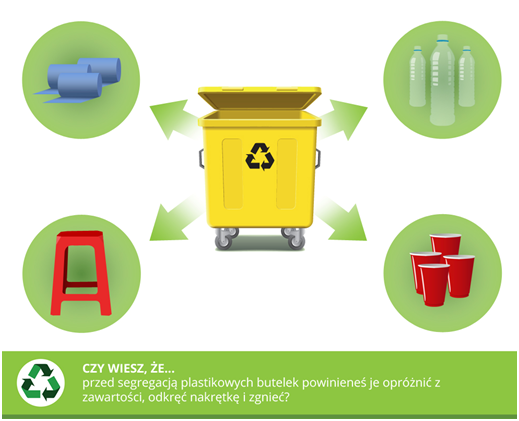 CZY WIESZ, ŻE...
przed segregacją plastikowych butelek powinieneś je opróżnić z
zawartości, odkręć nakrętkę i zgnieć?